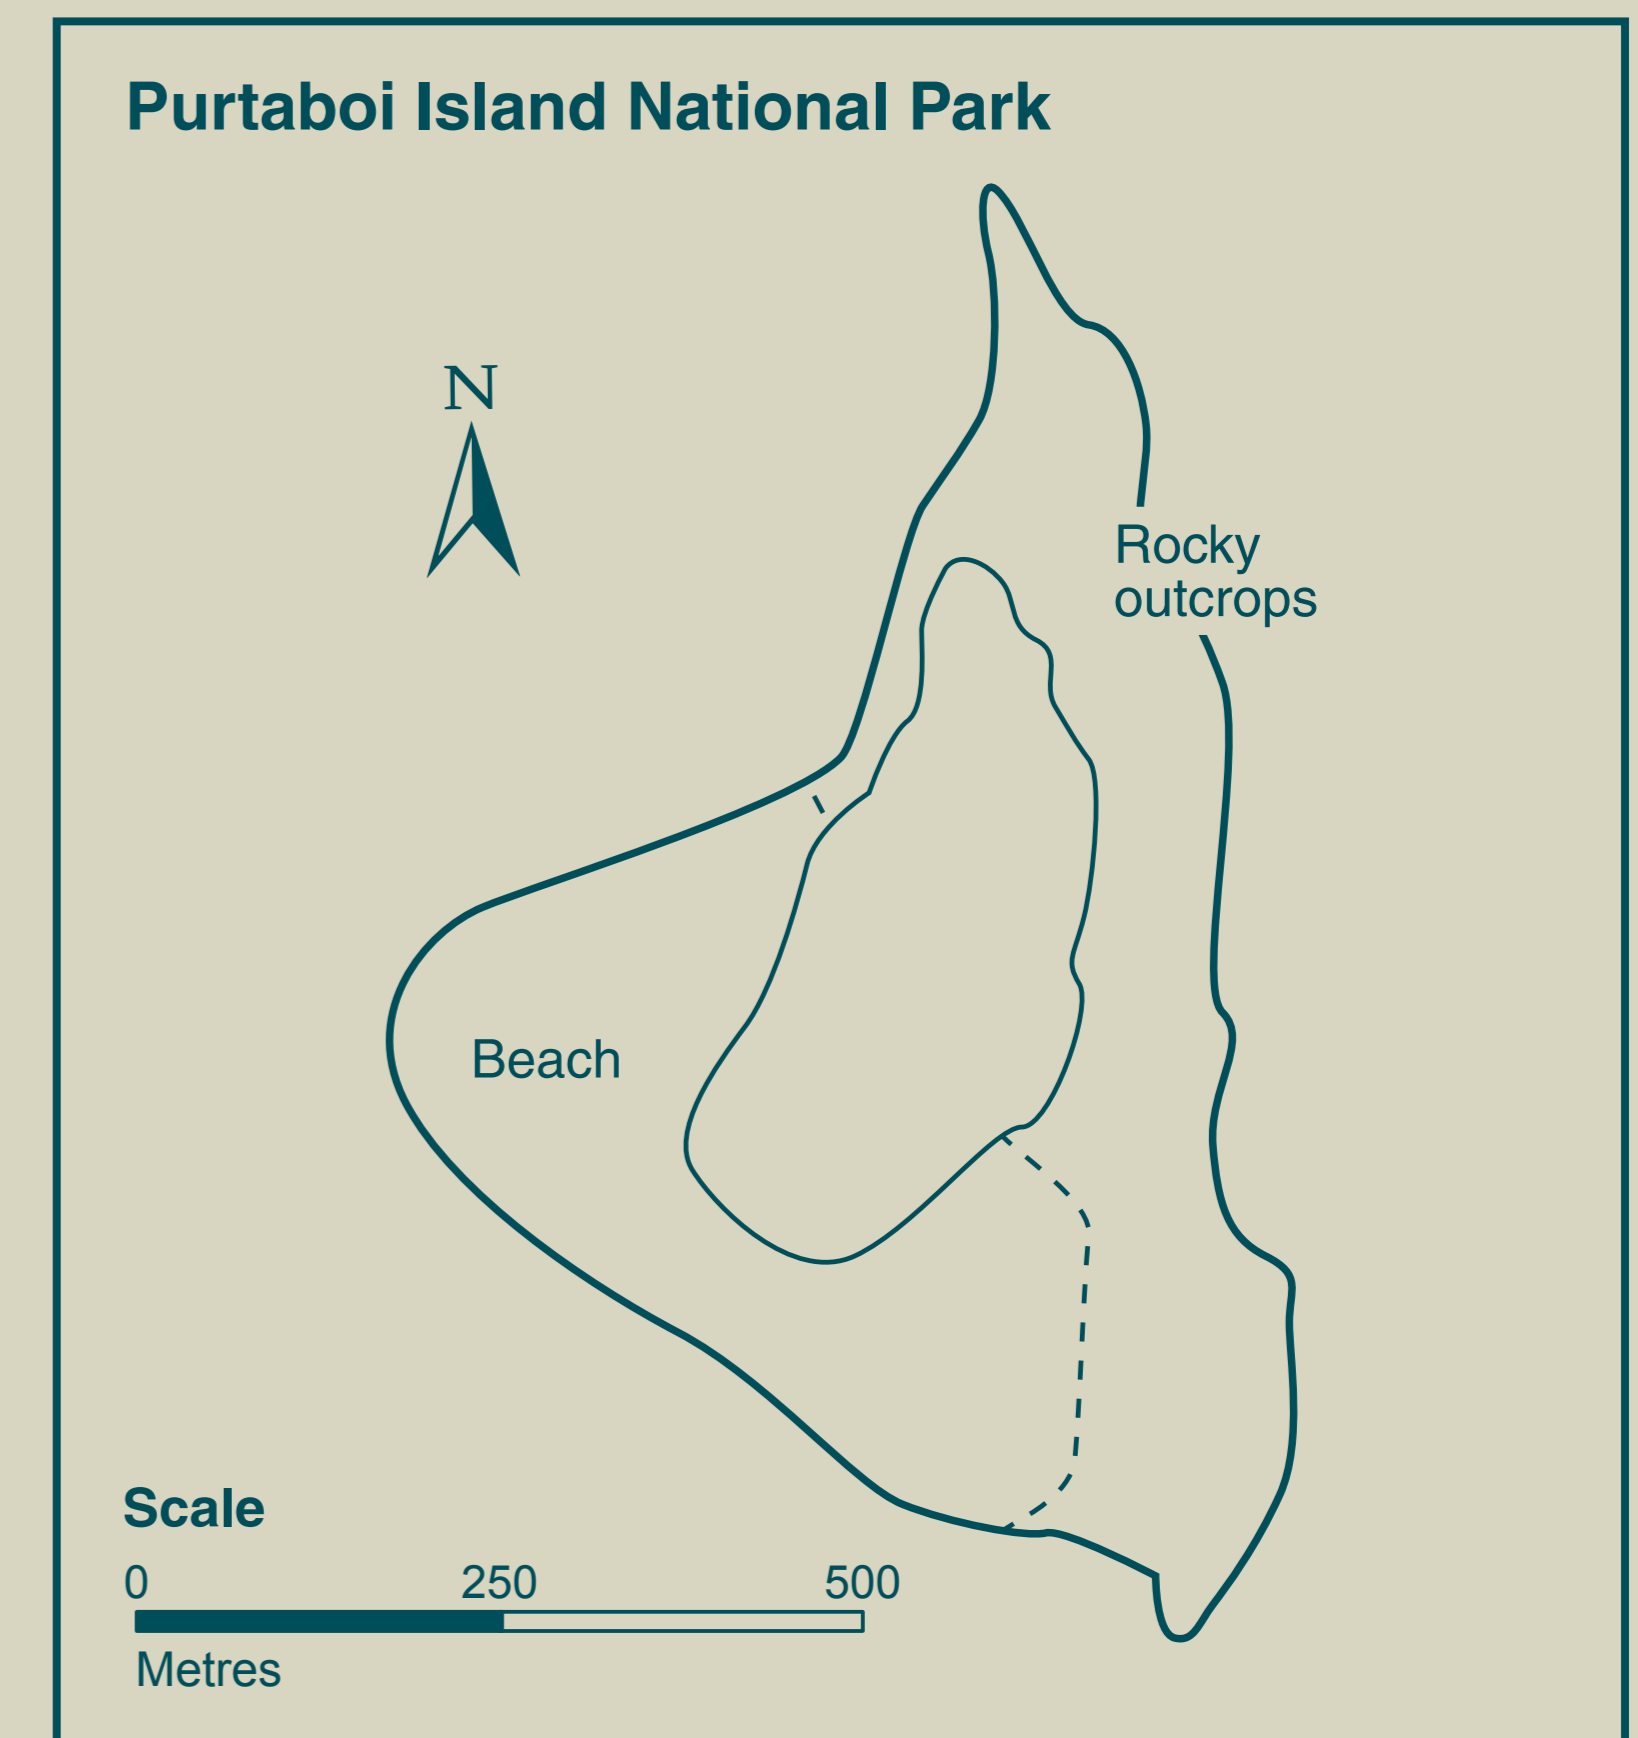 Purtaboi Island National Park
N
Rocky
outcrops
Beach
Scale
0 250 500
Metres